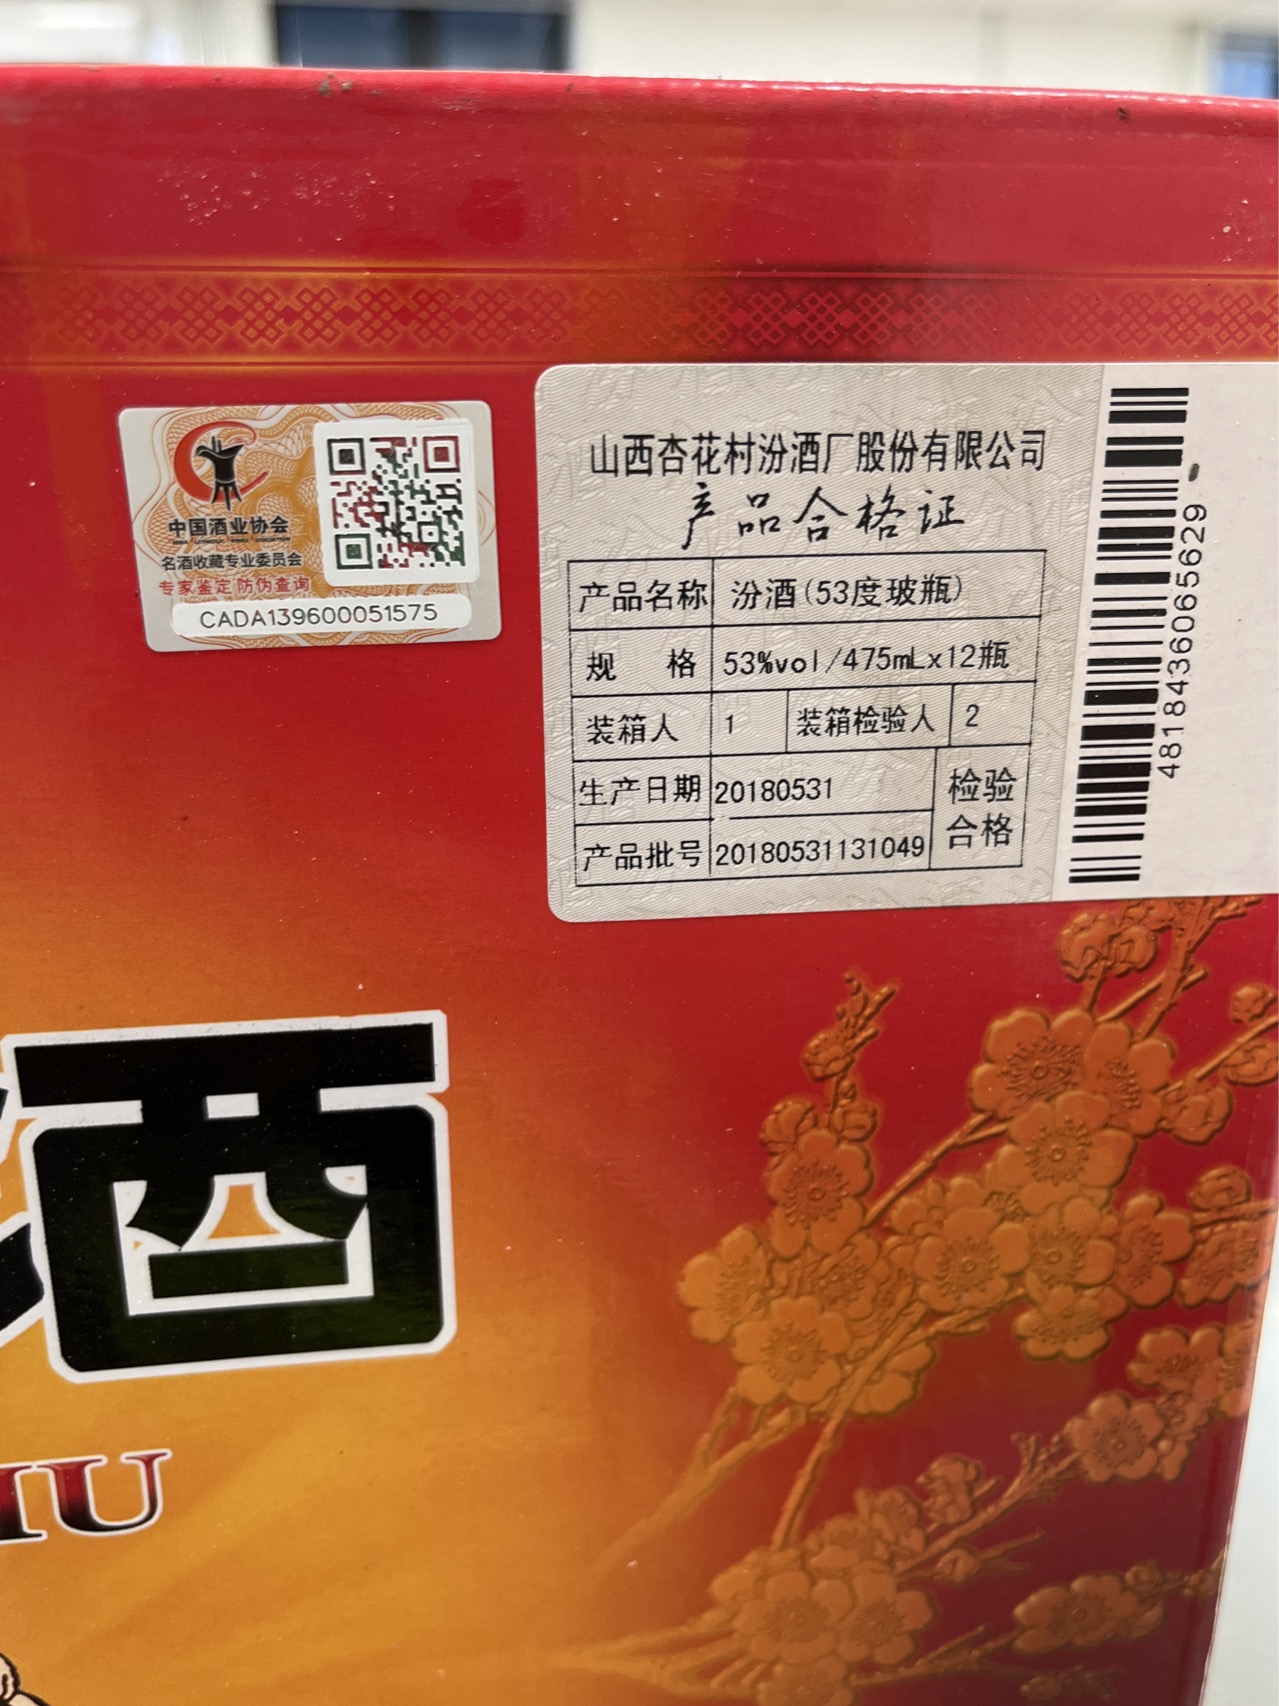 中国酒业协会
名酒收藏专业委员会
专家鉴定 防伪查询
CADA139600051575
山西杏花村汾酒厂股份有限公司
产品合格证
产品名称 汾酒(53度玻瓶)
规 格 53%vol/475mLx12瓶
装箱人 1 装箱检验人 2
生产日期 20180531 检验
产品批号 20180531131049 合格
4818436065629
酒
IU